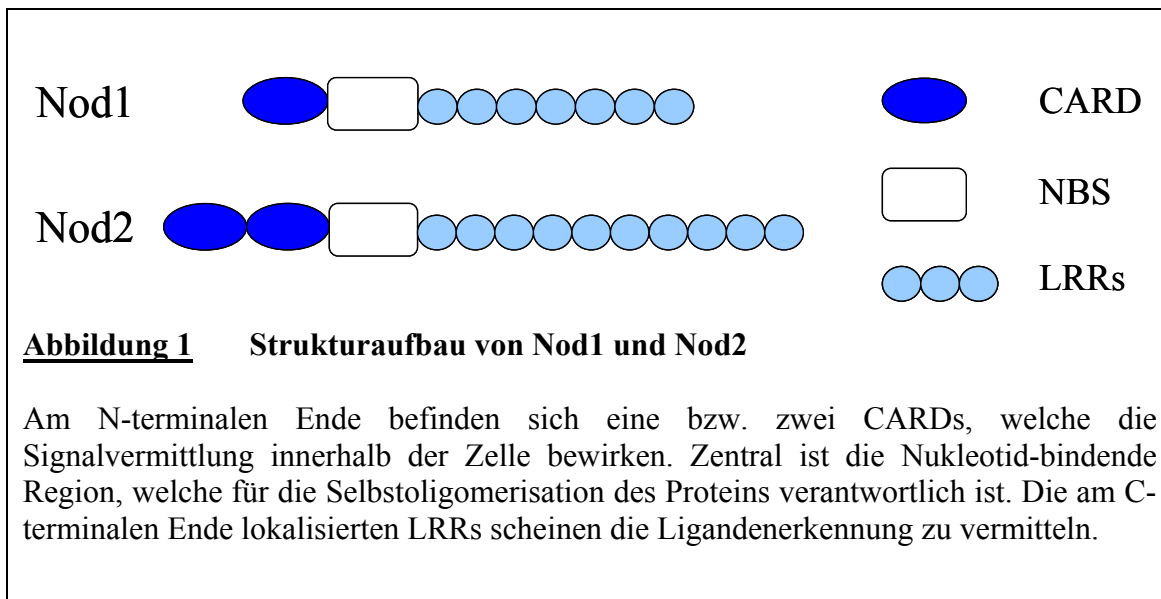 Nod1
CARD
NBS
Nod2
LRRs
Abbildung 1 Strukturaufbau von Nod1 und Nod2
Am N-terminalen Ende befinden sich eine bzw. zwei CARDs, welche die
Signalvermittlung innerhalb der Zelle bewirken. Zentral ist die Nukleotid-bindende
Region, welche für die Selbstoligomerisation des Proteins verantwortlich ist. Die am C-
terminalen Ende lokalisierten LRRs scheinen die Ligandenerkennung zu vermitteln.